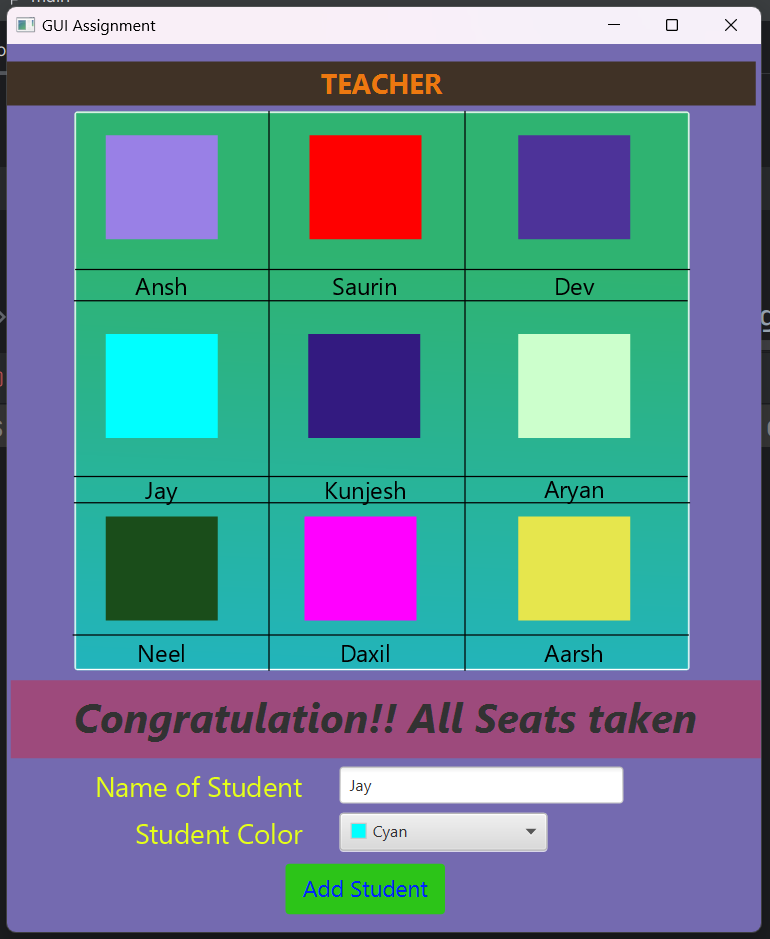 main
GUI Assignment
TEACHER
Ansh Saurin Dev
Jay Kunjesh Aryan
Neel Daxil Aarsh
Congratulation!! All Seats taken
Name of Student Jay
Student Color Cyan
Add Student